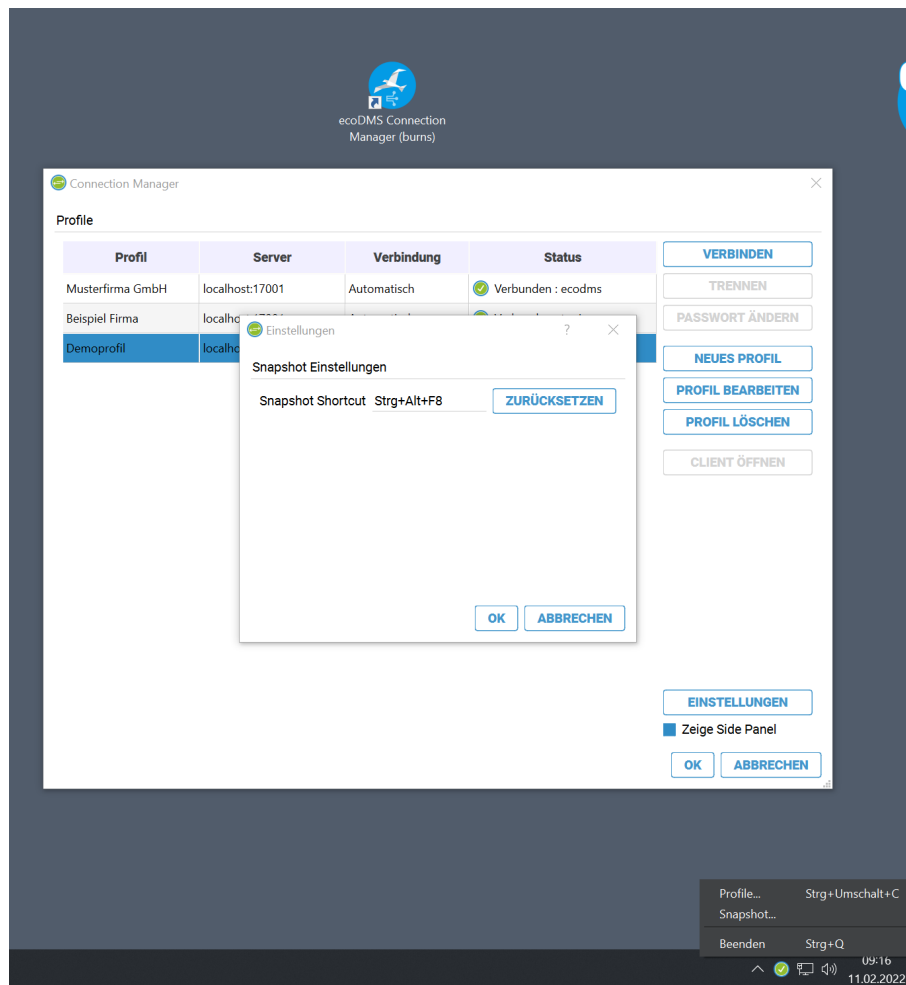 ecoDMS Connection
Manager (burns)
Connection Manager
Profile
Profil Server Verbindung Status
Musterfirma GmbH localhost:17001 Automatisch Verbunden : ecodms
Beispiel Firma
Demoprofil
VERBINDEN
TRENNEN
PASSWORT ÄNDERN
NEUES PROFIL
PROFIL BEARBEITEN
PROFIL LÖSCHEN
CLIENT ÖFFNEN
Einstellungen ?
Snapshot Einstellungen
Snapshot Shortcut Strg+Alt+F8 ZURÜCKSETZEN
OK ABBRECHEN
EINSTELLUNGEN
Zeige Side Panel
OK ABBRECHEN
Profile... Strg+Umschalt+C
Snapshot...
Beenden Strg+Q
09:16
11.02.2022